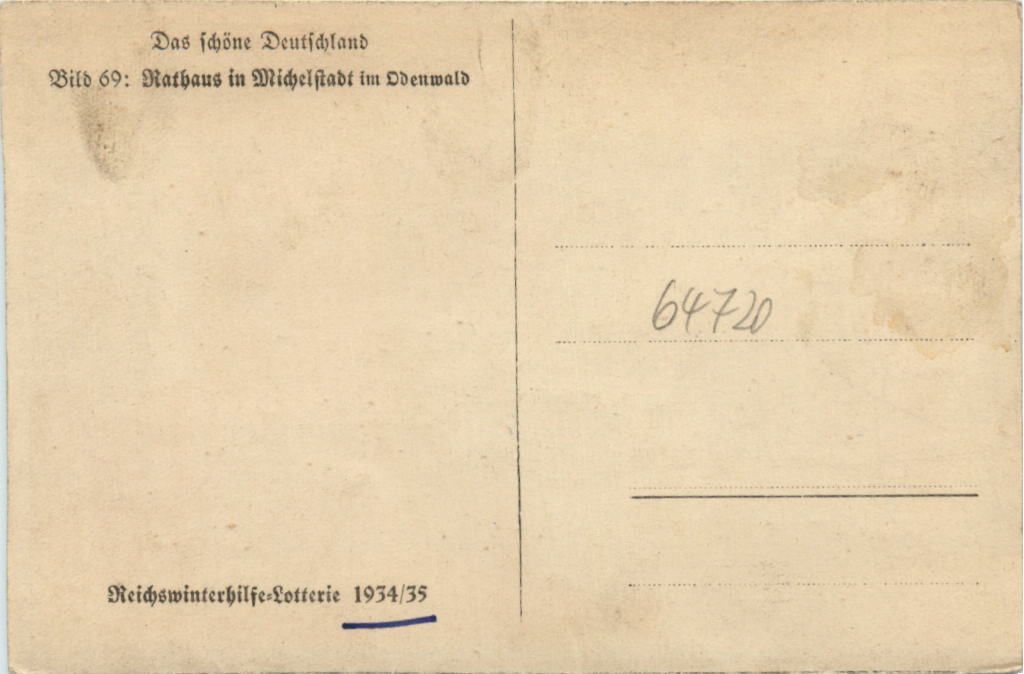 Das schöne Deutschland
Bild 69: Rathaus in Michelstadt im Odenwald
64720
Reichswinterhilfe-Lotterie 1934/35